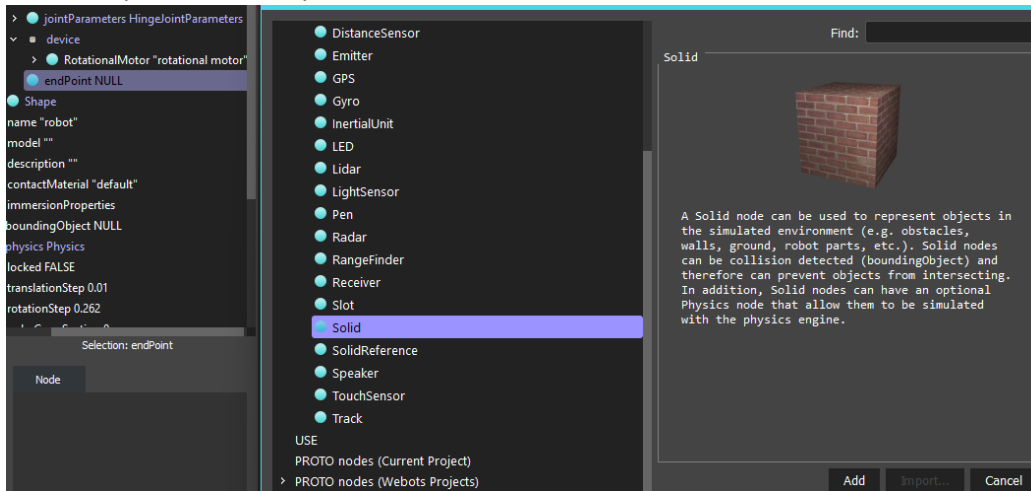 jointParameters HingeJointParameters
device
RotationalMotor "rotational motor"
endPoint NULL
Shape
name "robot"
model ""
description ""
contactMaterial "default"
immersionProperties
boundingObject NULL
physics Physics
locked FALSE
translationStep 0.01
rotationStep 0.262
Selection: endPoint
Node
DistanceSensor
Emitter
GPS
Gyro
InertialUnit
LED
Lidar
LightSensor
Pen
Radar
RangeFinder
Receiver
Slot
Solid
SolidReference
Speaker
TouchSensor
Track
USE
PROTO nodes (Current Project)
PROTO nodes (Webots Projects)
Find:
Solid
A Solid node can be used to represent objects in
the simulated environment (e.g. obstacles,
walls, ground, robot parts, etc.). Solid nodes
can be collision detected (boundingObject) and
therefore can prevent objects from intersecting.
In addition, Solid nodes can have an optional
Physics node that allow them to be simulated
with the physics engine.
Add
Import...
Cancel